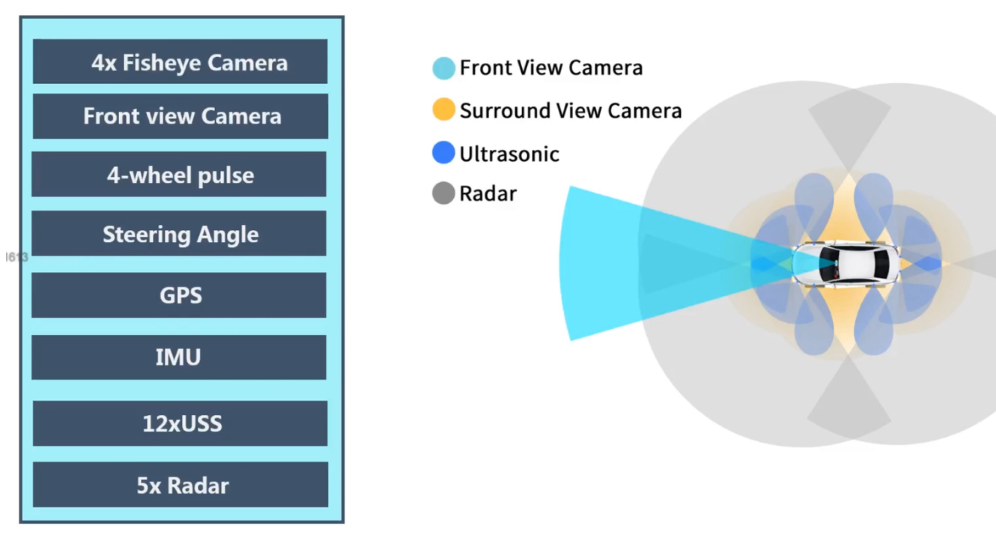 4x Fisheye Camera
Front view Camera
4-wheel pulse
Steering Angle
GPS
IMU
12xUSS
5x Radar
Front View Camera
Surround View Camera
Ultrasonic
Radar